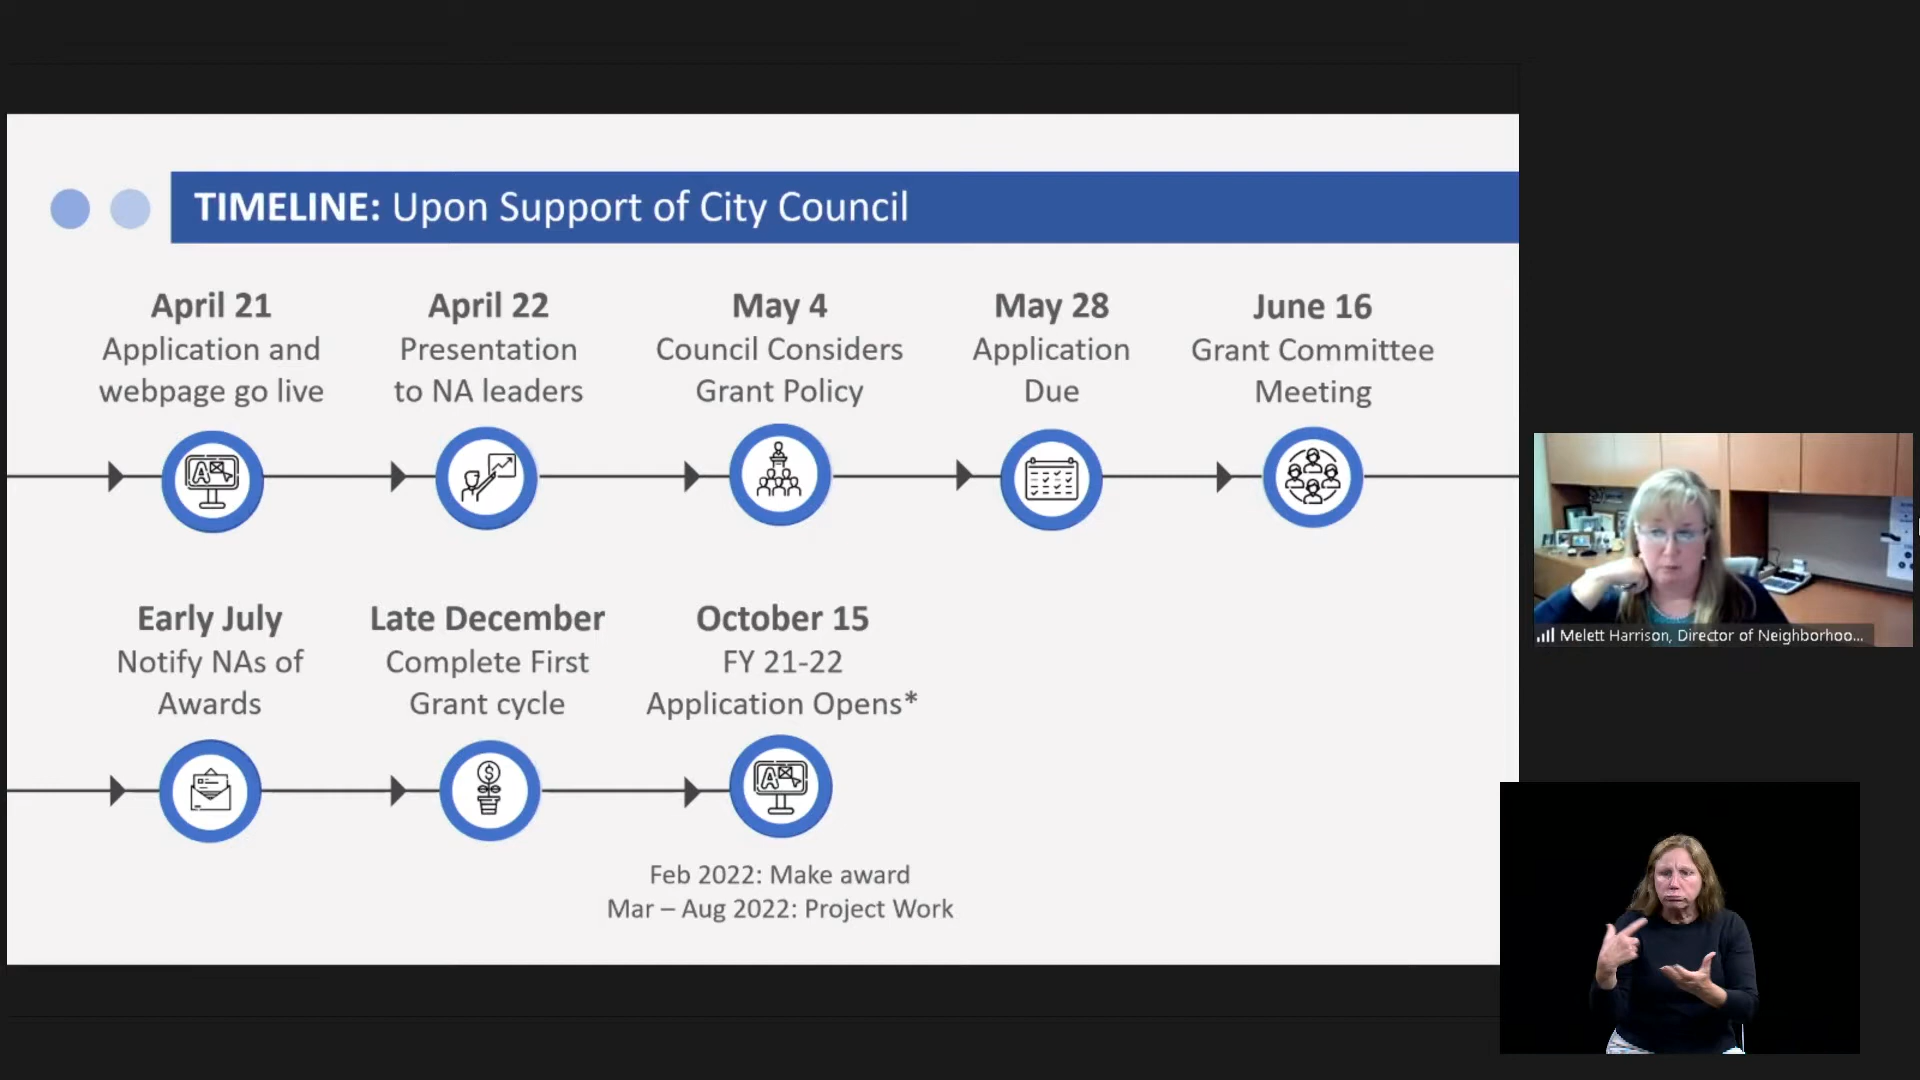 TIMELINE: Upon Support of City Council
April 21
Application and
webpage go live
April 22
Presentation
to NA leaders
May 4
Council Considers
Grant Policy
May 28
Application
Due
June 16
Grant Committee
Meeting
Early July
Notify NAs of
Awards
Late December
Complete First
Grant cycle
October 15
FY 21-22
Application Opens*
Feb 2022: Make award
Mar – Aug 2022: Project Work
Melett Harrison, Director of Neighborhoo...